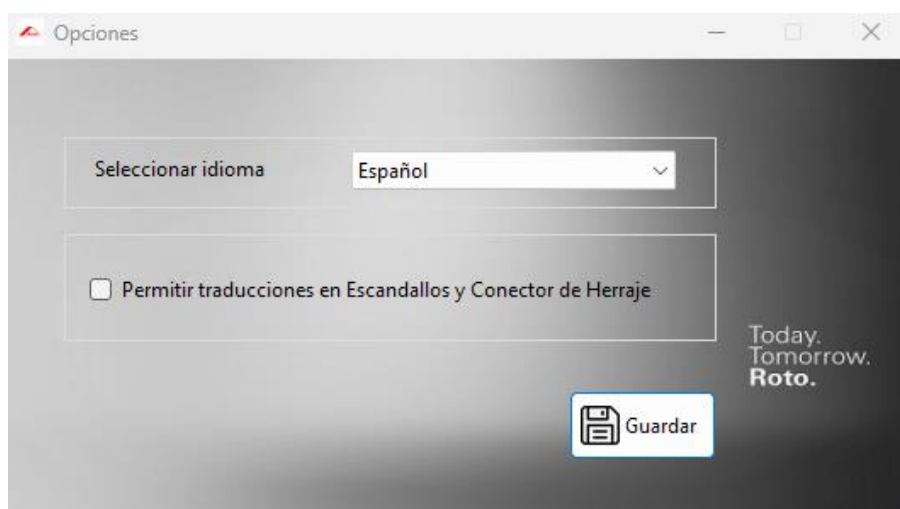 Opciones
Seleccionar idioma
Español
Permitir traducciones en Escandallos y Conector de Herraje
Today.
Tomorrow.
Roto.
Guardar